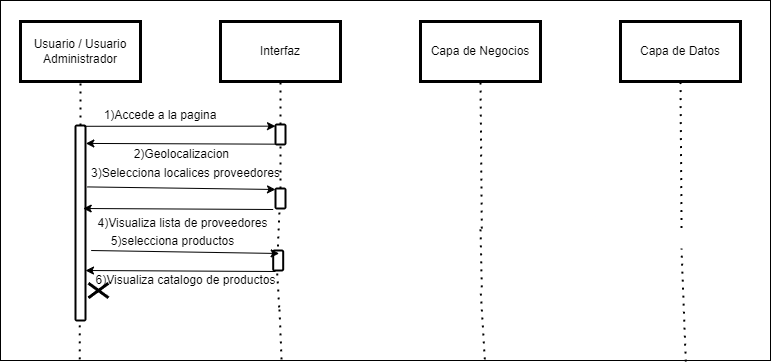 Usuario / Usuario
Administrador
Interfaz
Capa de Negocios
Capa de Datos
1)Accede a la pagina
2)Geolocalizacion
3)Selecciona localices proveedores
4)Visualiza lista de proveedores
5)selecciona productos
6)Visualiza catalogo de productos